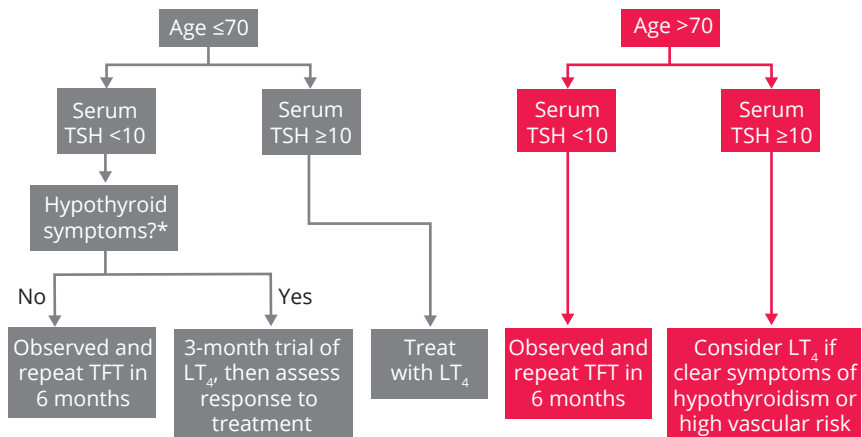 Age ≤70
Serum
TSH <10
Serum
TSH ≥10
Hypothyroid
symptoms?*
No
Yes
Observed and
repeat TFT in
6 months
3-month trial of
LT₄, then assess
response to
treatment
Treat
with LT₄
Age >70
Serum
TSH <10
Serum
TSH ≥10
Observed and
repeat TFT in
6 months
Consider LT₄ if
clear symptoms of
hypothyroidism or
high vascular risk